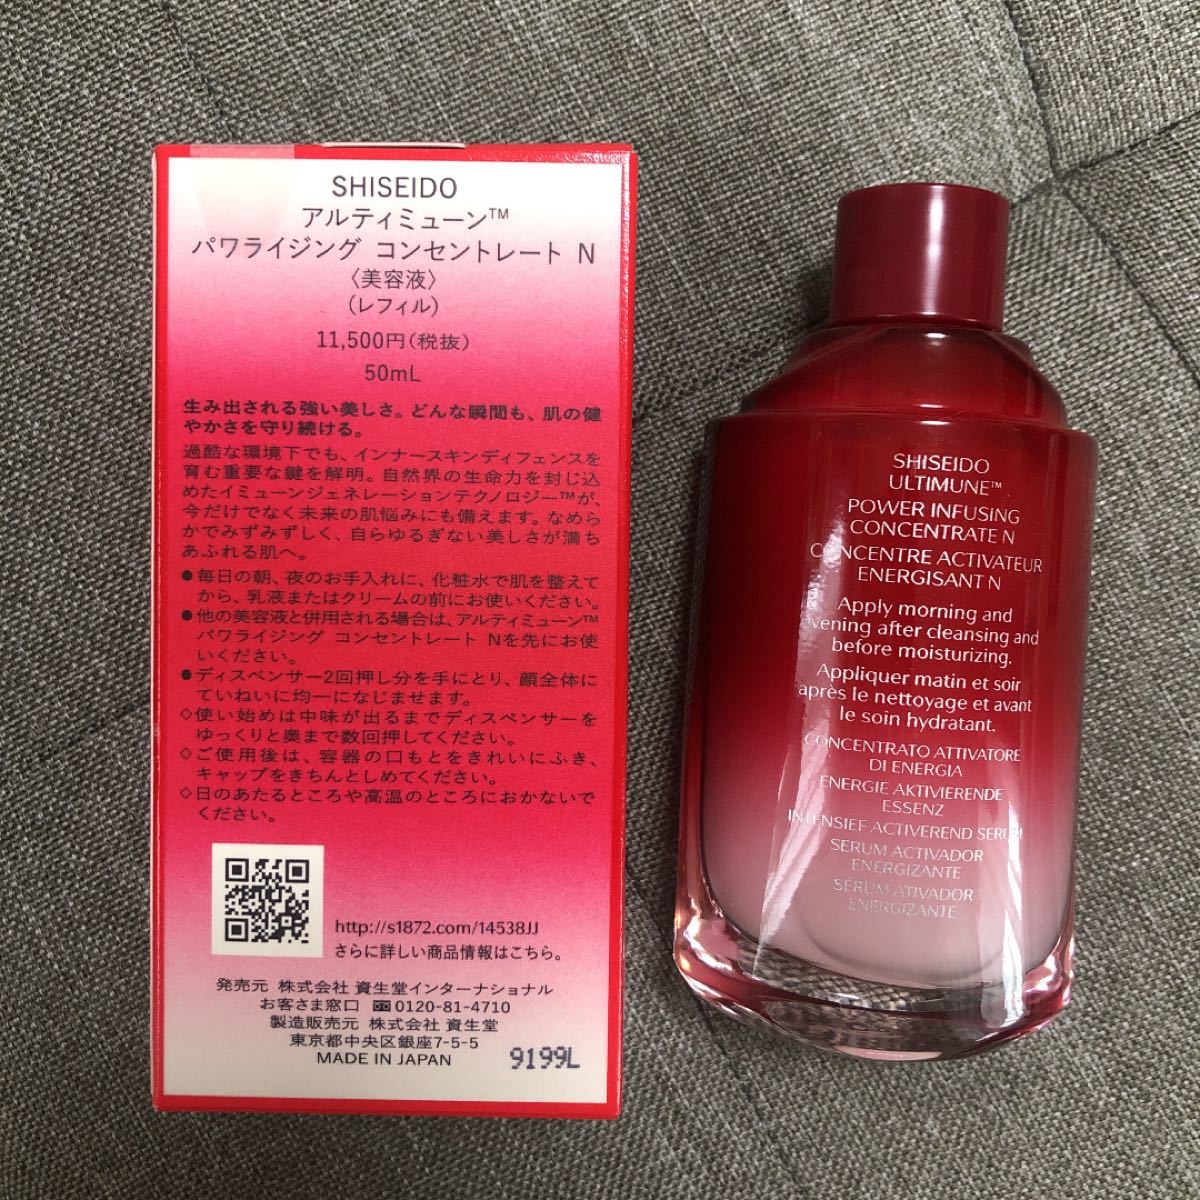 SHISEIDO
アルティミューン™
パワライジング コンセントレート N
〈美容液〉
(レフィル)
11,500円(税抜)
50mL
生み出される強い美しさ。どんな瞬間も、肌の健
やかさを守り続ける。
過酷な環境下でも、インナースキンディフェンスを
育む重要な鍵を解明。自然界の生命力を封じ込
めたイミューンジェネレーションテクノロジー™が、
今だけでなく未来の肌悩みにも備えます。なめら
かでみずみずしく、自らゆるぎない美しさが満ち
あふれる肌へ。
●毎日の朝、夜のお手入れに、化粧水で肌を整えて
から、乳液またはクリームの前にお使いください。
●他の美容液と併用される場合は、アルティミューン™
パワライジング コンセントレート Nを先にお使
いください。
●ディスペンサー2回押し分を手にとり、顔全体に
ていねいに均一になじませます。
◇使い始めは中味が出るまでディスペンサーを
ゆっくりと奥まで数回押してください。
◇ご使用後は、容器の口もとをきれいにふき、
キャップをきちんとしめてください。
◇日のあたるところや高温のところにおかないで
ください。
http://s1872.com/14538JJ
さらに詳しい商品情報はこちら。
発売元 株式会社 資生堂インターナショナル
お客さま窓口 0120-81-4710
製造販売元 株式会社 資生堂
東京都中央区銀座7-5-5
MADE IN JAPAN
9199L
SHISEIDO
ULTIMUNE™
POWER INFUSING
CONCENTRATE N
CONCENTRÉ ACTIVATEUR
ENERGISANT N
Apply morning and
evening after cleansing and
before moisturizing.
Appliquer matin et soir
après le nettoyage et avant
le soin hydratant.
CONCENTRATO ATTIVATORE
DI ENERGIA
ENERGIE AKTIVIERENDE
ESSENZ
INTENSIEF ACTIVEREND SERUM
SERUM ACTIVADOR
ENERGIZANTE
SÉRUM ATIVADOR
ENERGIZANTE